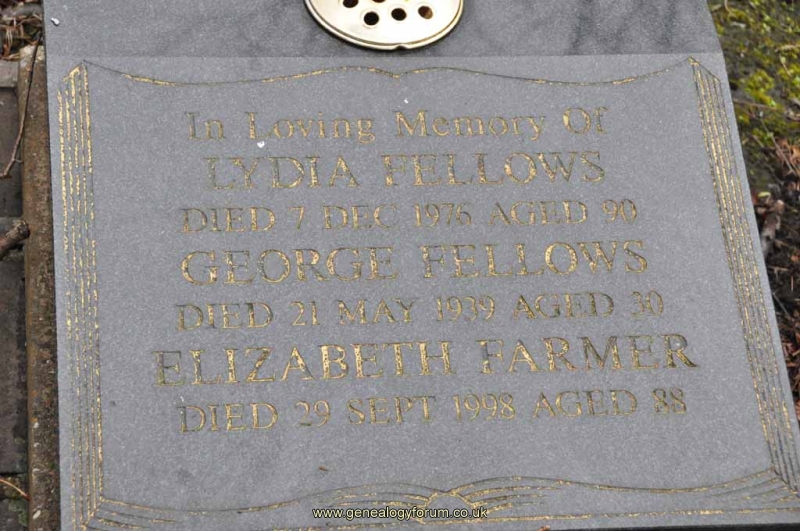 In Loving Memory Of
LYDIA FELLOWS
DIED 7 DEC 1976 AGED 90
GEORGE FELLOWS
DIED 21 MAY 1939 AGED 30
ELIZABETH FARMER
DIED 29 SEPT 1998 AGED 88
www.genealogyforum.co.uk